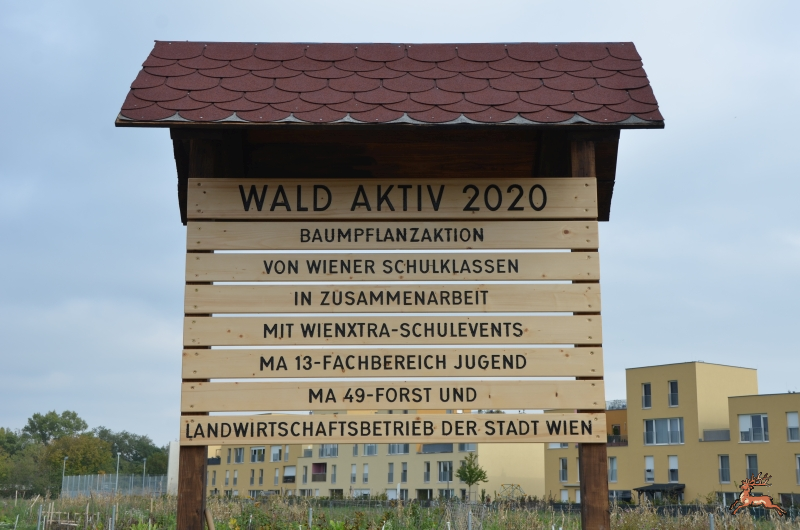 WALD AKTIV 2020
BAUMPFLANZAKTION
VON WIENER SCHULKLASSEN
IN ZUSAMMENARBEIT
MIT WIENXTRA-SCHULEVENTS
MA 13-FACHBEREICH JUGEND
MA 49-FORST UND
LANDWIRTSCHAFTSBETRIEB DER STADT WIEN